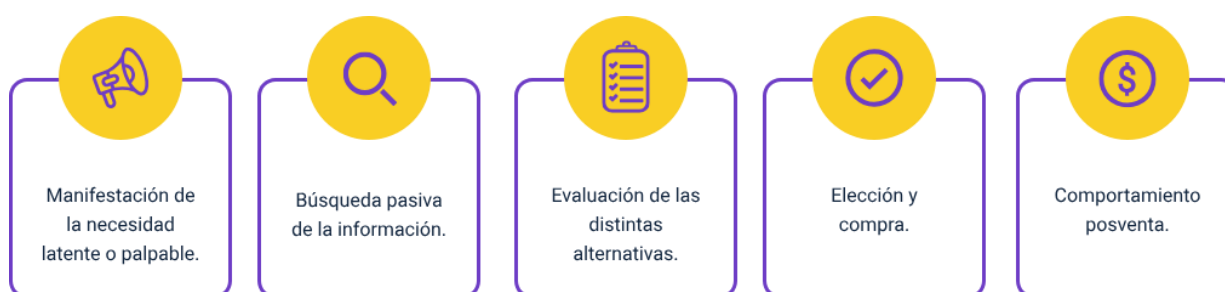 Manifestación de
la necesidad
latente o palpable.
Búsqueda pasiva
de la información.
Evaluación de las
distintas
alternativas.
Elección y
compra.
Comportamiento
posventa.